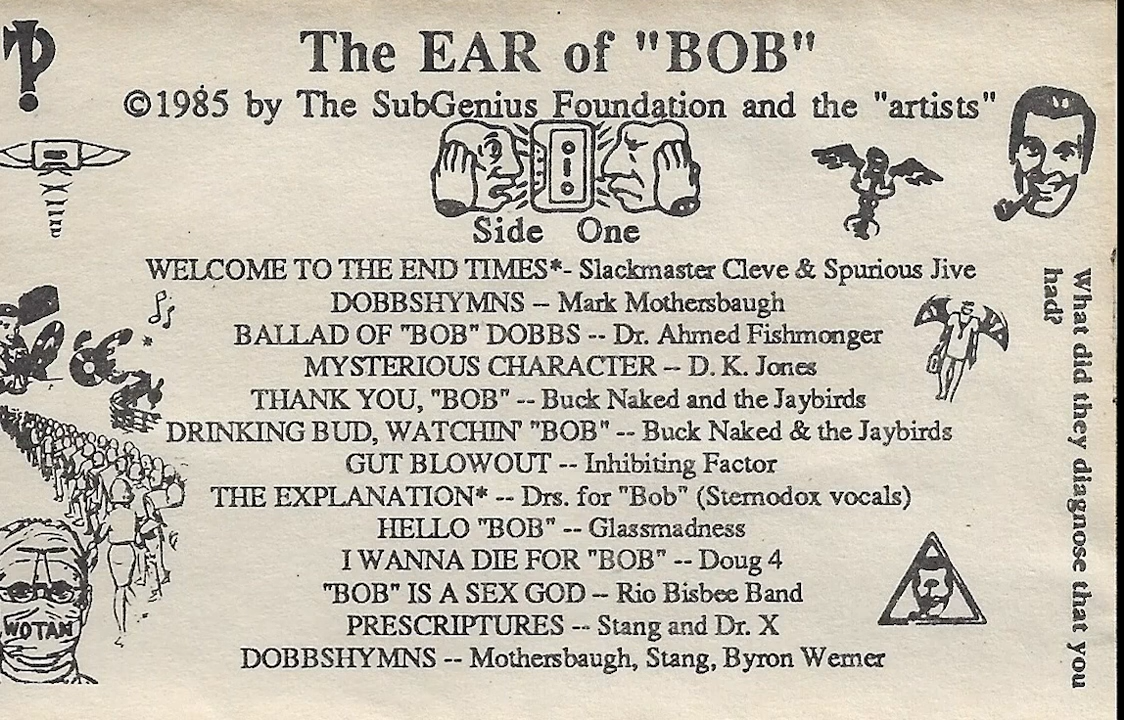 The EAR of "BOB"
©1985 by The SubGenius Foundation and the "artists"
Side One
WELCOME TO THE END TIMES*- Slackmaster Cleve & Spurious Jive
DOBBSHYMNS -- Mark Mothersbaugh
BALLAD OF "BOB" DOBBS -- Dr. Ahmed Fishmonger
MYSTERIOUS CHARACTER -- D. K. Jones
THANK YOU, "BOB" -- Buck Naked and the Jaybirds
DRINKING BUD, WATCHIN' "BOB" -- Buck Naked & the Jaybirds
GUT BLOWOUT -- Inhibiting Factor
THE EXPLANATION* -- Drs. for "Bob" (Sternodox vocals)
HELLO "BOB" -- Glassmadness
I WANNA DIE FOR "BOB" -- Doug 4
"BOB" IS A SEX GOD -- Rio Bisbee Band
PRESCRIPTURES -- Stang and Dr. X
DOBBSHYMNS -- Mothersbaugh, Stang, Byron Werner
WOTAN
What did they diagnose that you
had?